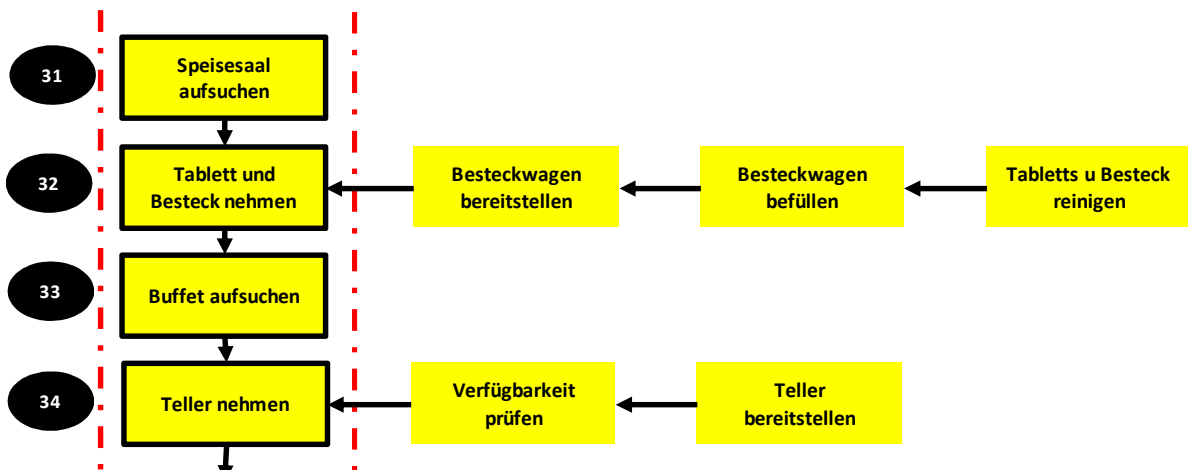 31
Speisesaal
aufsuchen
32
Tablett und
Besteck nehmen
Besteckwagen
bereitstellen
Besteckwagen
befüllen
Tabletts u Besteck
reinigen
33
Buffet aufsuchen
34
Teller nehmen
Verfügbarkeit
prüfen
Teller
bereitstellen